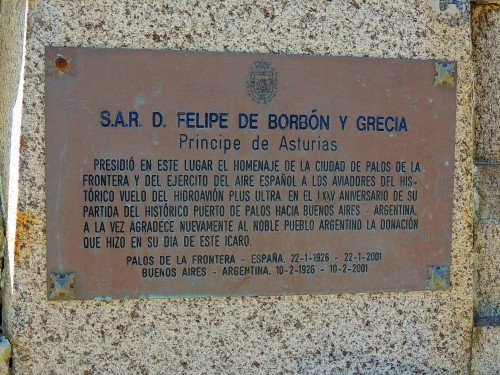 S.A.R. D. FELIPE DE BORBÓN Y GRECIA
Principe de Asturias
PRESIDIÓ EN ESTE LUGAR EL HOMENAJE DE LA CIUDAD DE PALOS DE LA
FRONTERA Y DEL EJERCITO DEL AIRE ESPAÑOL A LOS AVIADORES DEL HIS-
TÓRICO VUELO DEL HIDROAVIÓN PLUS ULTRA. EN EL LXXV ANIVERSARIO DE SU
PARTIDA DEL HISTÓRICO PUERTO DE PALOS HACIA BUENOS AIRES - ARGENTINA.
A LA VEZ AGRADECE NUEVAMENTE AL NOBLE PUEBLO ARGENTINO LA DONACIÓN
QUE HIZO EN SU DIA DE ESTE ICARO.
PALOS DE LA FRONTERA - ESPAÑA. 22-1-1926 - 22-1-2001
BUENOS AIRES - ARGENTINA. 10-2-1926 - 10-2-2001